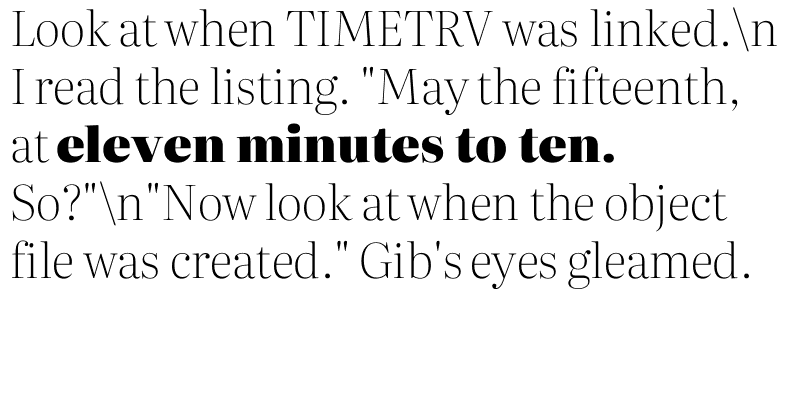 Look at when TIMETRV was linked.\n
I read the listing. "May the fifteenth,
at eleven minutes to ten.
So?"\n"Now look at when the object
file was created." Gib's eyes gleamed.